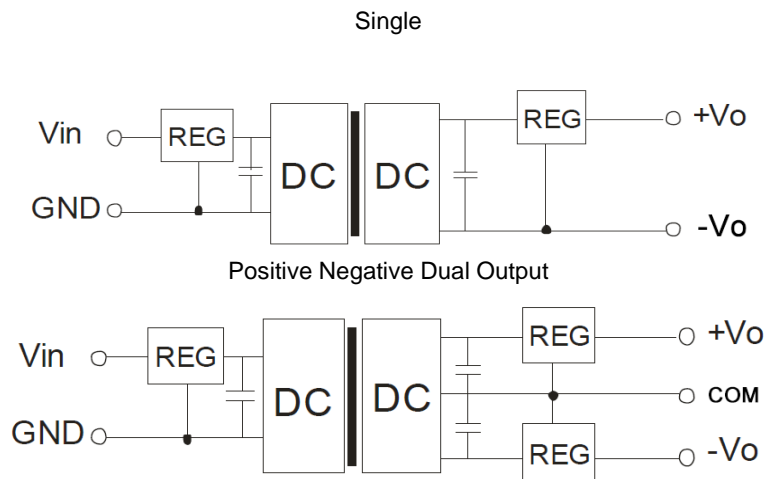 Single
Vin
REG
GND
DC
DC
REG
+Vo
-Vo
Positive Negative Dual Output
Vin
REG
GND
DC
DC
REG
+Vo
COM
REG
-Vo